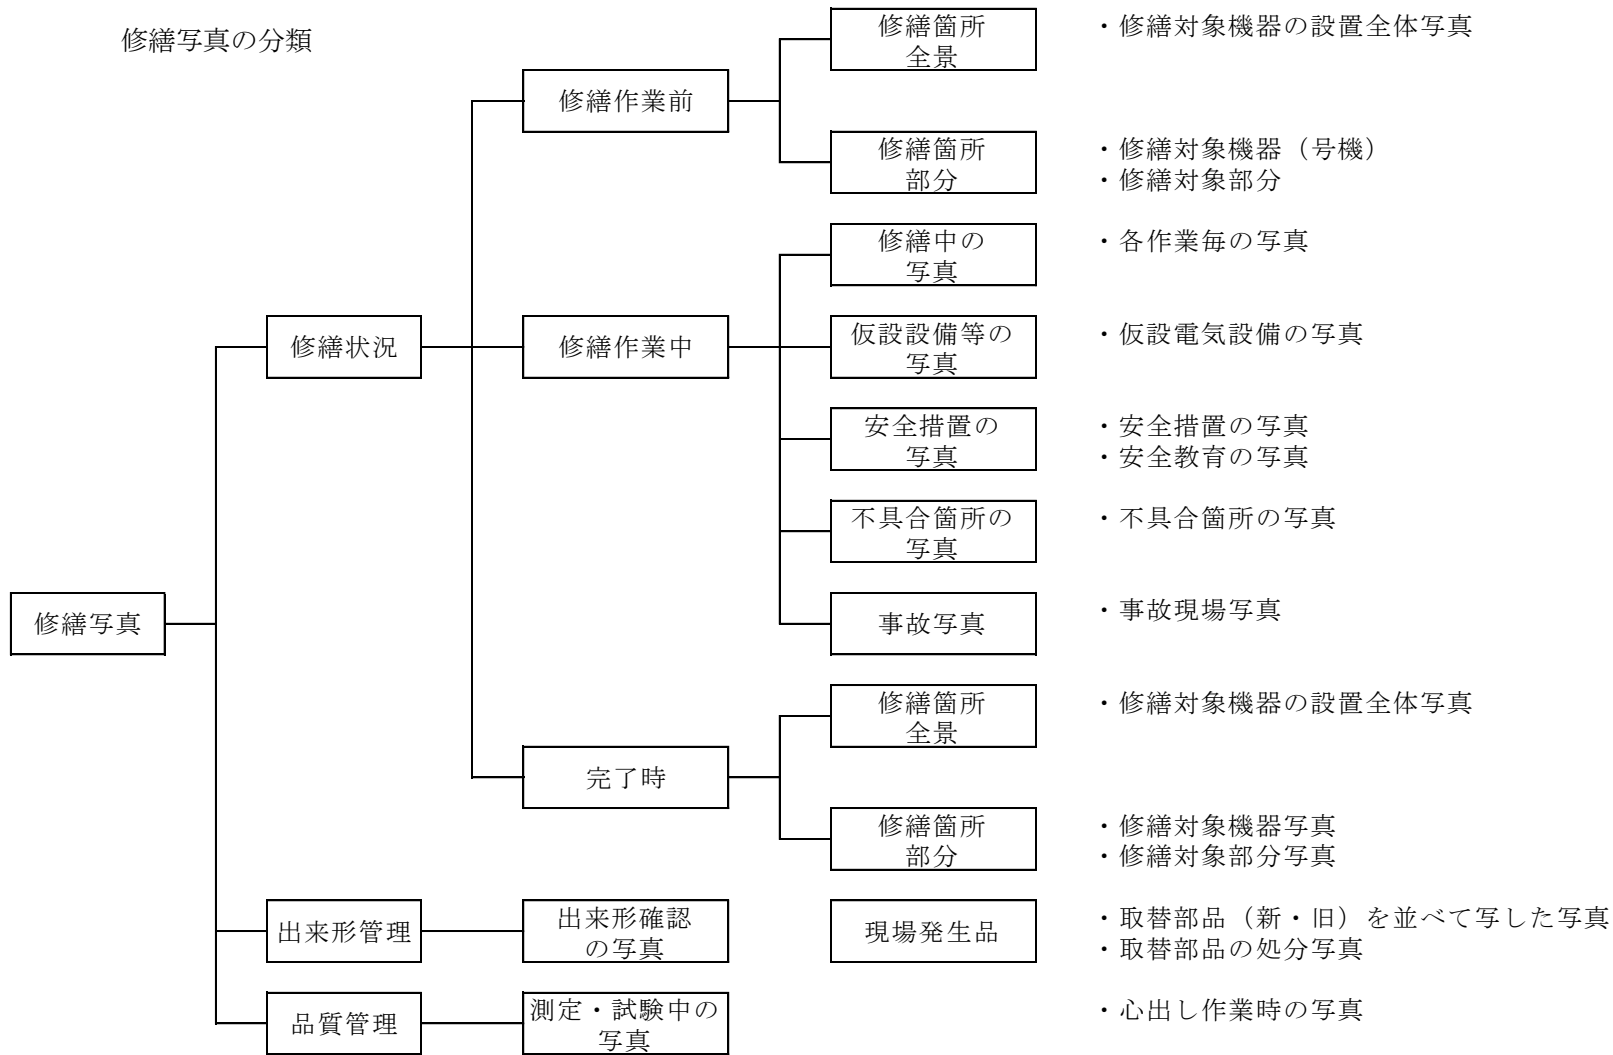 修繕写真の分類
修繕箇所
全景
・修繕対象機器の設置全体写真
修繕作業前
修繕箇所
部分
・修繕対象機器（号機）
・修繕対象部分
修繕中の
写真
・各作業毎の写真
修繕状況
修繕作業中
仮設設備等の
写真
・仮設電気設備の写真
安全措置の
写真
・安全措置の写真
・安全教育の写真
不具合箇所の
写真
・不具合箇所の写真
修繕写真
事故写真
・事故現場写真
修繕箇所
全景
・修繕対象機器の設置全体写真
完了時
修繕箇所
部分
・修繕対象機器写真
・修繕対象部分写真
出来形管理
出来形確認
の写真
現場発生品
・取替部品（新・旧）を並べて写した写真
・取替部品の処分写真
品質管理
測定・試験中の
写真
・心出し作業時の写真